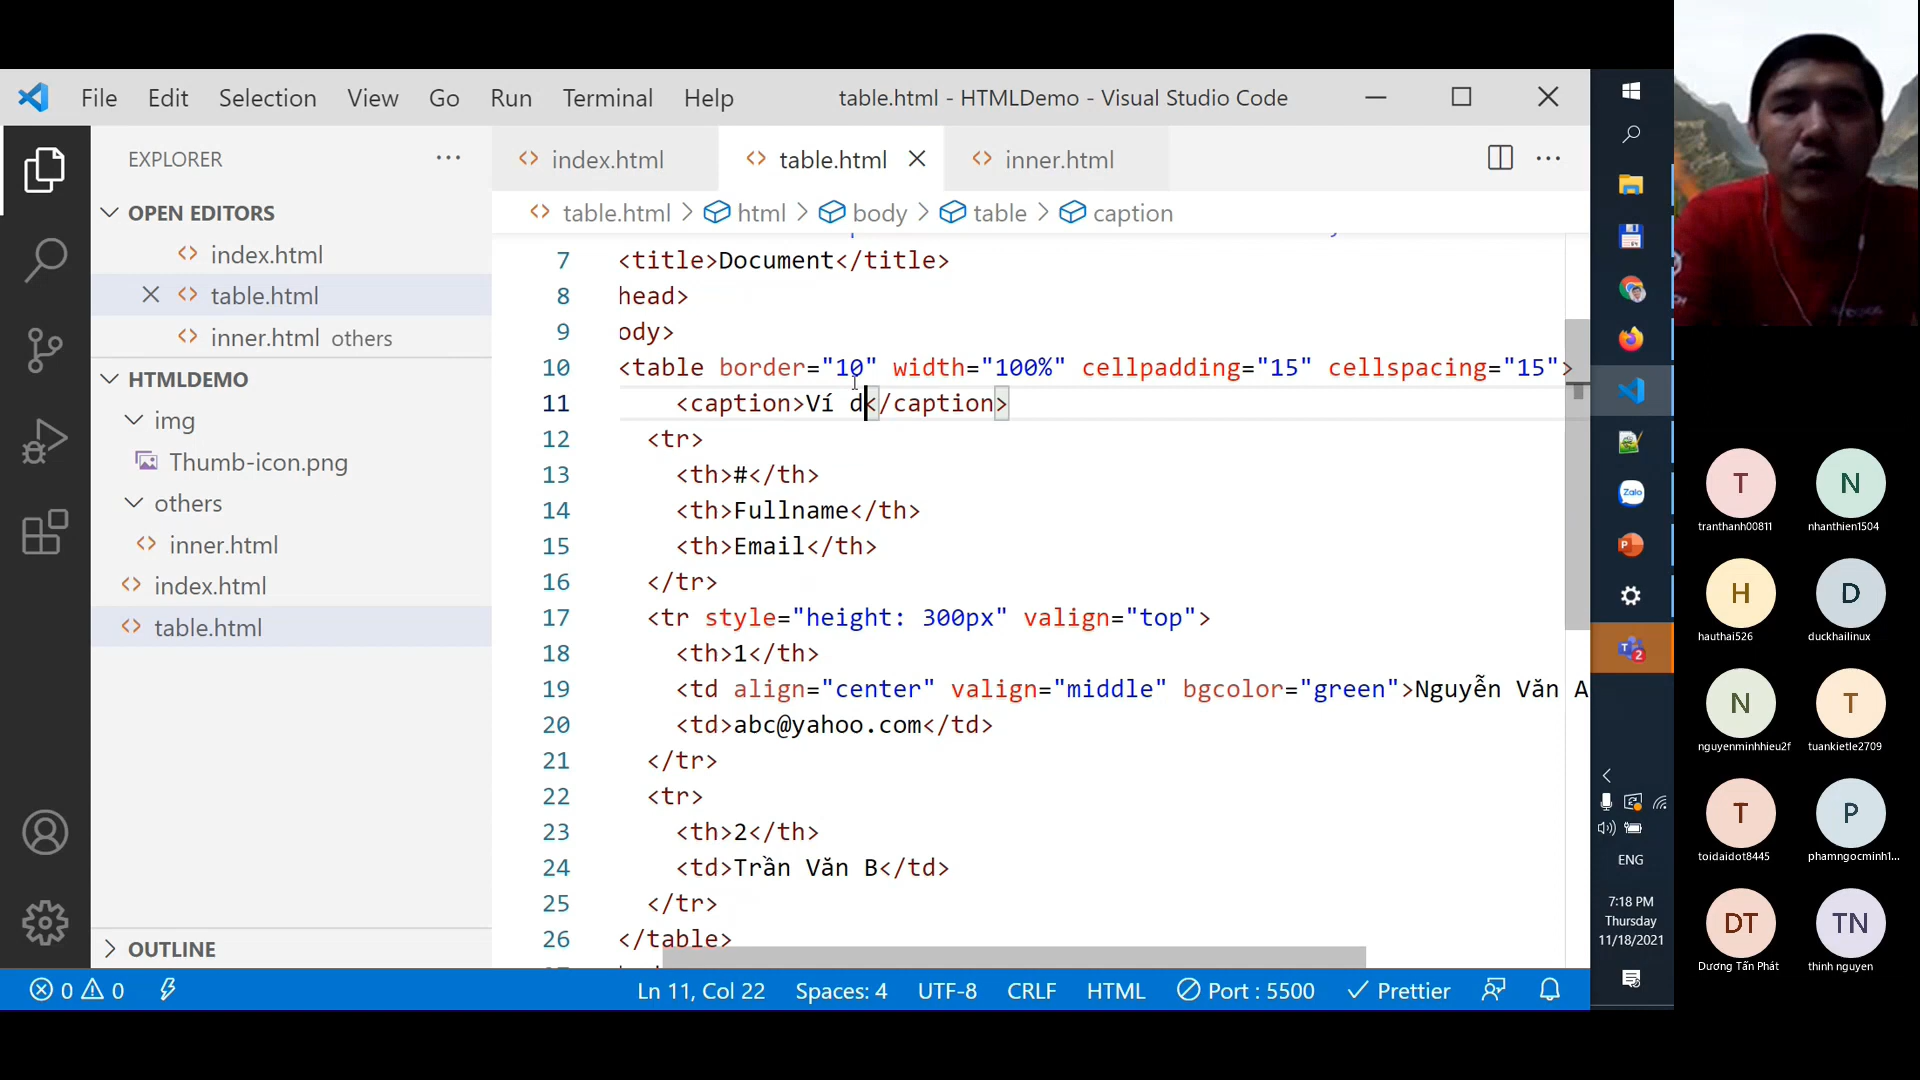 File Edit Selection View Go Run Terminal Help table.html - HTMLDemo - Visual Studio Code
EXPLORER
OPEN EDITORS
index.html
table.html
inner.html others
HTMLDEMO
img
Thumb-icon.png
others
inner.html
index.html
table.html
OUTLINE
index.html table.html inner.html
table.html > html > body > table > caption
7 <title>Document</title>
8 head>
9 ody>
10 <table border="10" width="100%" cellpadding="15" cellspacing="15">
11 <caption>Ví d</caption>
12 <tr>
13 <th>#</th>
14 <th>Fullname</th>
15 <th>Email</th>
16 </tr>
17 <tr style="height: 300px" valign="top">
18 <th>1</th>
19 <td align="center" valign="middle" bgcolor="green">Nguyễn Văn A
20 <td>abc@yahoo.com</td>
21 </tr>
22 <tr>
23 <th>2</th>
24 <td>Trần Văn B</td>
25 </tr>
26 </table>
0 0 Ln 11, Col 22 Spaces: 4 UTF-8 CRLF HTML Port : 5500 Prettier
Zalo
P
T 2
ENG
7:18 PM
Thursday
11/18/2021
T N
tranthanh00811 nhanthien1504
H D
hauthai526 duckhailinux
N T
nguyenminhhieu2f tuankietle2709
T P
toidaidot8445 phamngocminh1...
DT TN
Dương Tấn Phát thinh nguyen